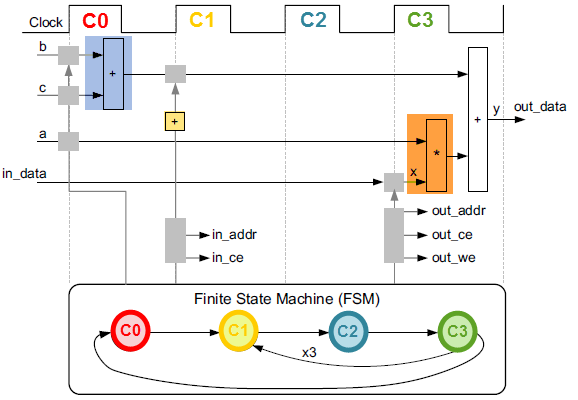 Clock C0 C1 C2 C3
b
c
+
+
a
in_data
x
*
+
y
out_data
in_addr
in_ce
out_addr
out_ce
out_we
Finite State Machine (FSM)
C0 C1 C2 C3
x3